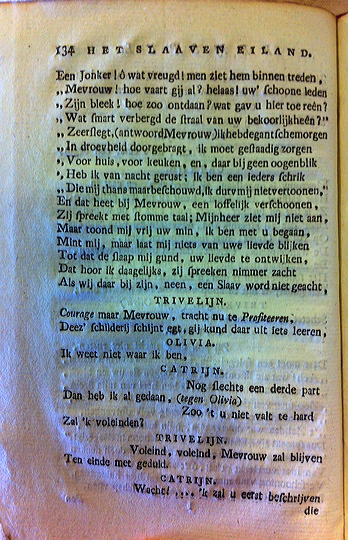 134 HET SLAAVEN EILAND.
Een Jonker! ô wat vreugd! men ziet hem binnen treden,
„Mevrouw! hoe vaart gij al? helaas! uw' schoone leden
„Zijn bleek! hoe zoo ontdaan? wat gav u hier toe reên?
„Wat smart verbergd de straal van uw bekoorlijkheên?"
„Zeer slegt, (antwoord Mevrouw,) ik heb de gantsche morgen
„In droevheid doorgebragt, ik moet gestaadig zorgen
„Voor huis, voor keuken, en, daar bij geen oogenblik
„Heb ik van nacht gerust; ik ben een ieders schrik
„Die mij thans maar beschouwd, ik durv mij niet vertoonen,"
En dat heet bij Mevrouw, een loffelijk verschoonen,
Zij spreekt met stomme taal; Mijnheer ziet mij niet aan,
Maar toond mij vrij uw min, ik ben met u begaan,
Mint mij, maar laat mij niets van uwe lievde blijken
Tot dat de slaap mij gund, uw lievde te ontwijken,
Dat hoor ik daagelijks, zij spreeken nimmer zacht
Als wij daar bij zijn, neen, een Slaav word niet geacht,
TRIVELIJN.
Courage maar Mevrouw, tracht nu te Profiteeren,
Deez' schilderij schijnt egt, gij kund daar uit iets leeren,
OLIVIA.
Ik weet niet waar ik ben,
CATRIJN.
Nog slechts een derde part
Dan heb ik al gedaan, (tegen Olivia)
Zoo 't u niet valt te hard
Zal 'k voleinden?
TRIVELIJN.
Voleind, voleind, Mevrouw zal blijven
Ten einde met geduld.
CATRIJN.
Wachet .... 'k zal u eerst beschrijven
die